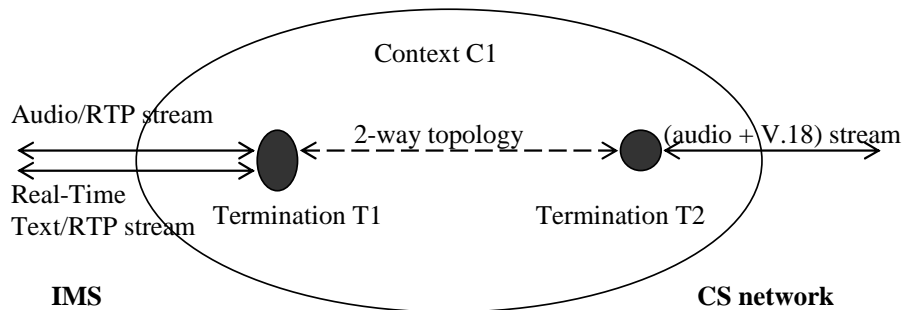 Context C1
Audio/RTP stream
2-way topology
(audio + V.18) stream
Real-Time
Text/RTP stream
Termination T1
Termination T2
IMS
CS network